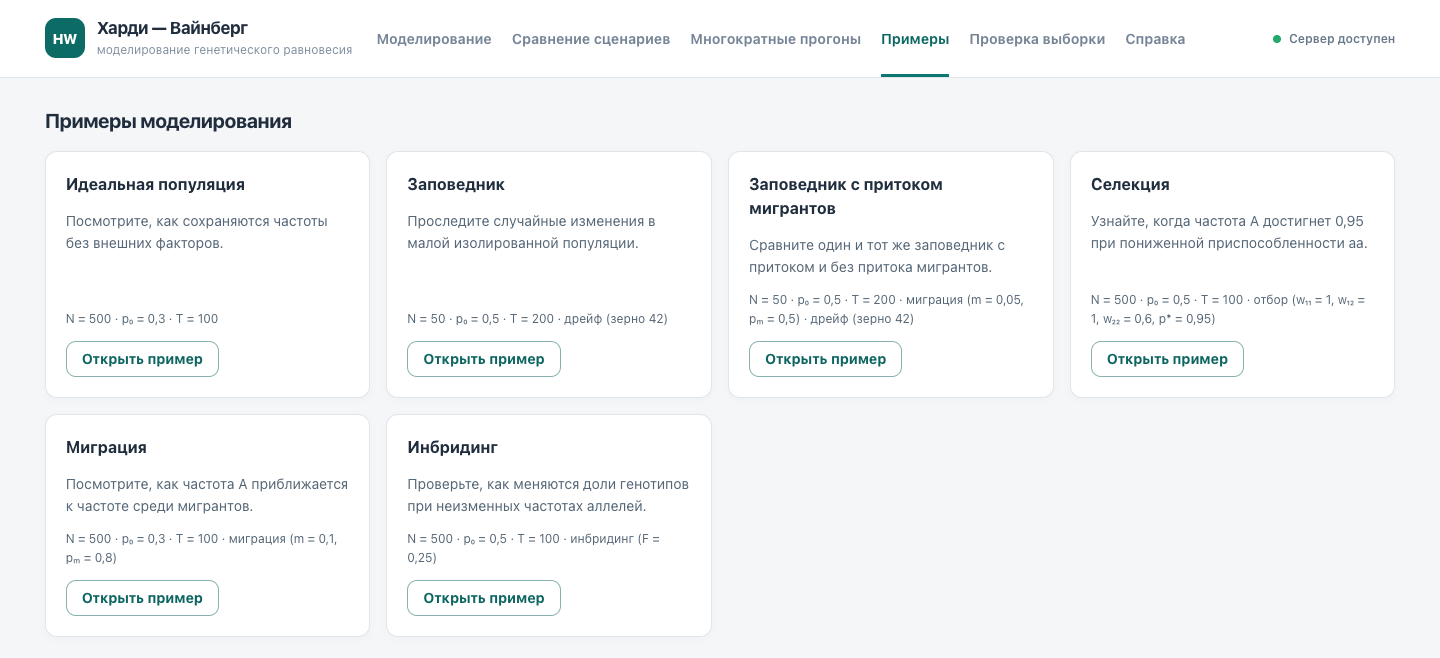 HW
Харди — Вайнберг
моделирование генетического равновесия
Моделирование
Сравнение сценариев
Многократные прогоны
Примеры
Проверка выборки
Справка
Сервер доступен
Примеры моделирования
Идеальная популяция
Посмотрите, как сохраняются частоты
без внешних факторов.
N = 500 · p₀ = 0,3 · T = 100
Открыть пример
Заповедник
Проследите случайные изменения в
малой изолированной популяции.
N = 50 · p₀ = 0,5 · T = 200 · дрейф (зерно 42)
Открыть пример
Заповедник с притоком
мигрантов
Сравните один и тот же заповедник с
притоком и без притока мигрантов.
N = 50 · p₀ = 0,5 · T = 200 · миграция (m = 0,05,
pₘ = 0,5) · дрейф (зерно 42)
Открыть пример
Селекция
Узнайте, когда частота A достигнет 0,95
при пониженной приспособленности aa.
N = 500 · p₀ = 0,5 · T = 100 · отбор (w₁₁ = 1, w₁₂ =
1, w₂₂ = 0,6, p* = 0,95)
Открыть пример
Миграция
Посмотрите, как частота A приближается
к частоте среди мигрантов.
N = 500 · p₀ = 0,3 · T = 100 · миграция (m = 0,1,
pₘ = 0,8)
Открыть пример
Инбридинг
Проверьте, как меняются доли генотипов
при неизменных частотах аллелей.
N = 500 · p₀ = 0,5 · T = 100 · инбридинг (F =
0,25)
Открыть пример